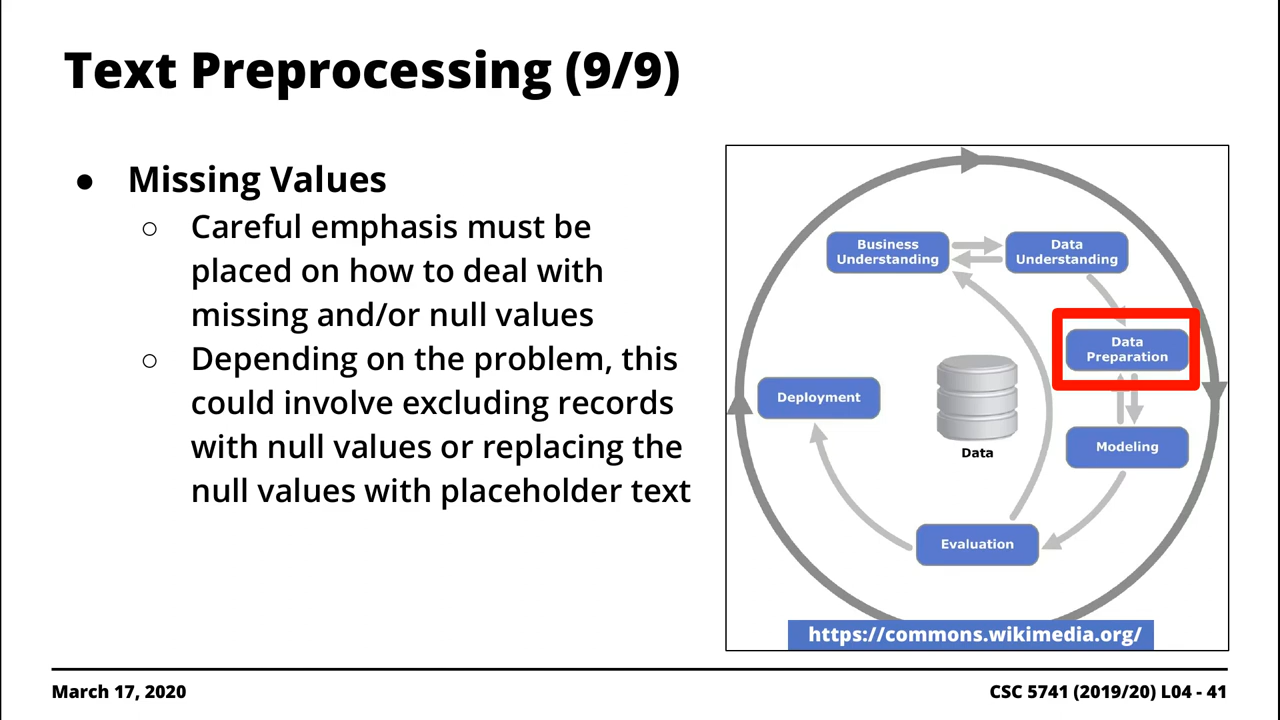 Text Preprocessing (9/9)
● Missing Values
○ Careful emphasis must be
placed on how to deal with
missing and/or null values
○ Depending on the problem, this
could involve excluding records
with null values or replacing the
null values with placeholder text
Business
Understanding
Data
Understanding
Data
Preparation
Deployment
Data
Modeling
Evaluation
https://commons.wikimedia.org/
March 17, 2020
CSC 5741 (2019/20) L04 - 41